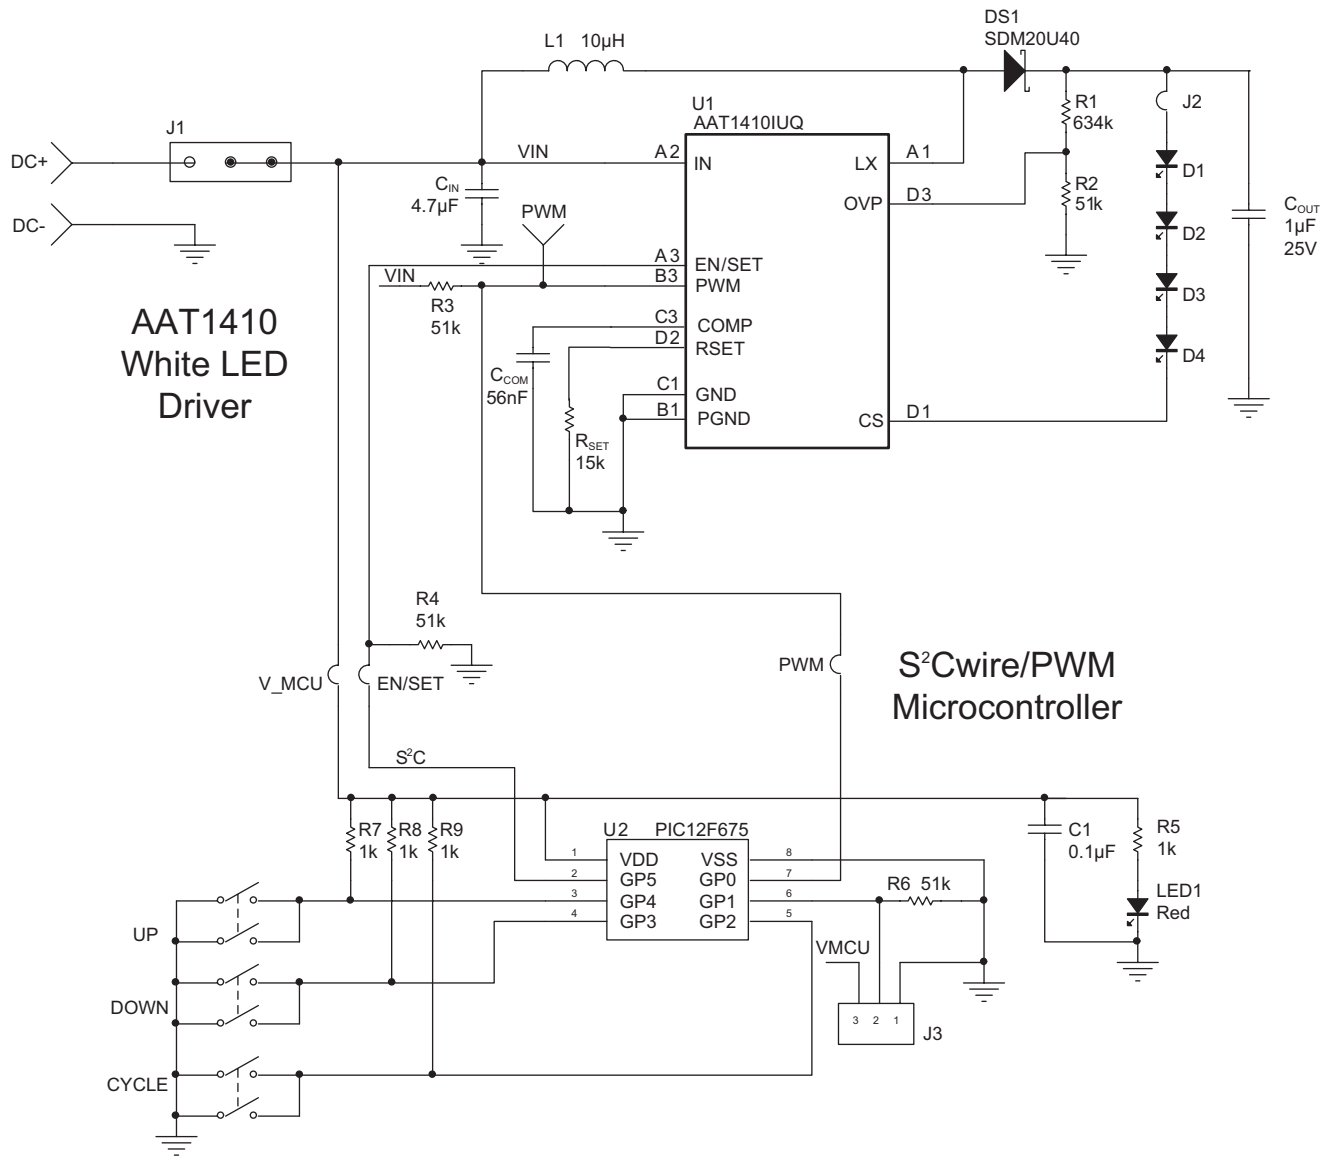 DS1
SDM20U40
L1 10µH
U1
AAT1410IUQ
J1
R1
634k
J2
DC+
VIN
A2
IN
LX
A1
D1
C_IN
4.7µF
PWM
OVP
D3
R2
51k
DC-
D2
C_OUT
1µF
25V
A3
EN/SET
VIN
B3
PWM
R3
51k
D3
AAT1410
White LED
Driver
C3
COMP
D2
RSET
D4
C_COM
56nF
C1
GND
B1
PGND
CS
D1
R_SET
15k
R4
51k
V_MCU
EN/SET
PWM
S²Cwire/PWM
Microcontroller
S²C
R7
1k
R8
1k
R9
1k
U2 PIC12F675
C1
0.1µF
R5
1k
1
VDD
VSS
8
2
GP5
GP0
7
3
GP4
GP1
6
R6 51k
4
GP3
GP2
5
LED1
Red
UP
VMCU
DOWN
3 2 1
J3
CYCLE